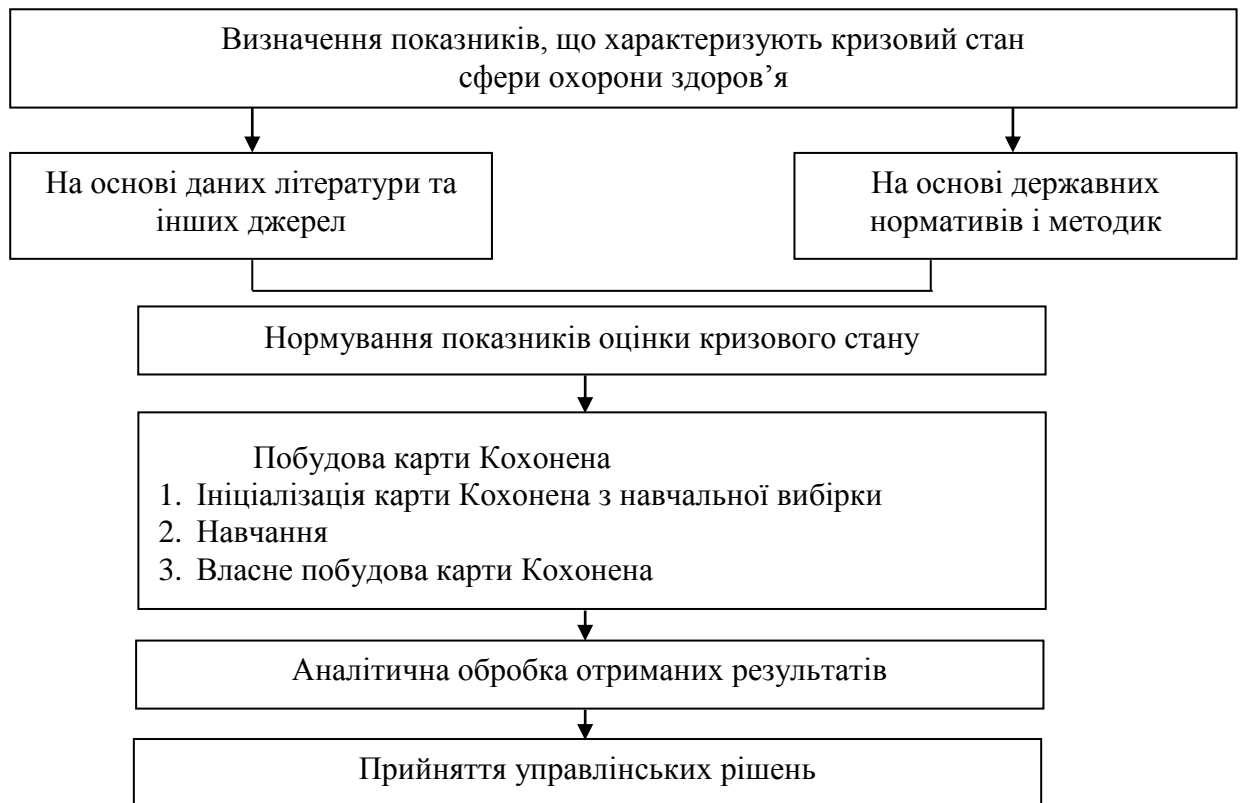 Визначення показників, що характеризують кризовий стан
сфери охорони здоров’я
На основі даних літератури та
інших джерел
На основі державних
нормативів і методик
Нормування показників оцінки кризового стану
Побудова карти Кохонена
1. Ініціалізація карти Кохонена з навчальної вибірки
2. Навчання
3. Власне побудова карти Кохонена
Аналітична обробка отриманих результатів
Прийняття управлінських рішень